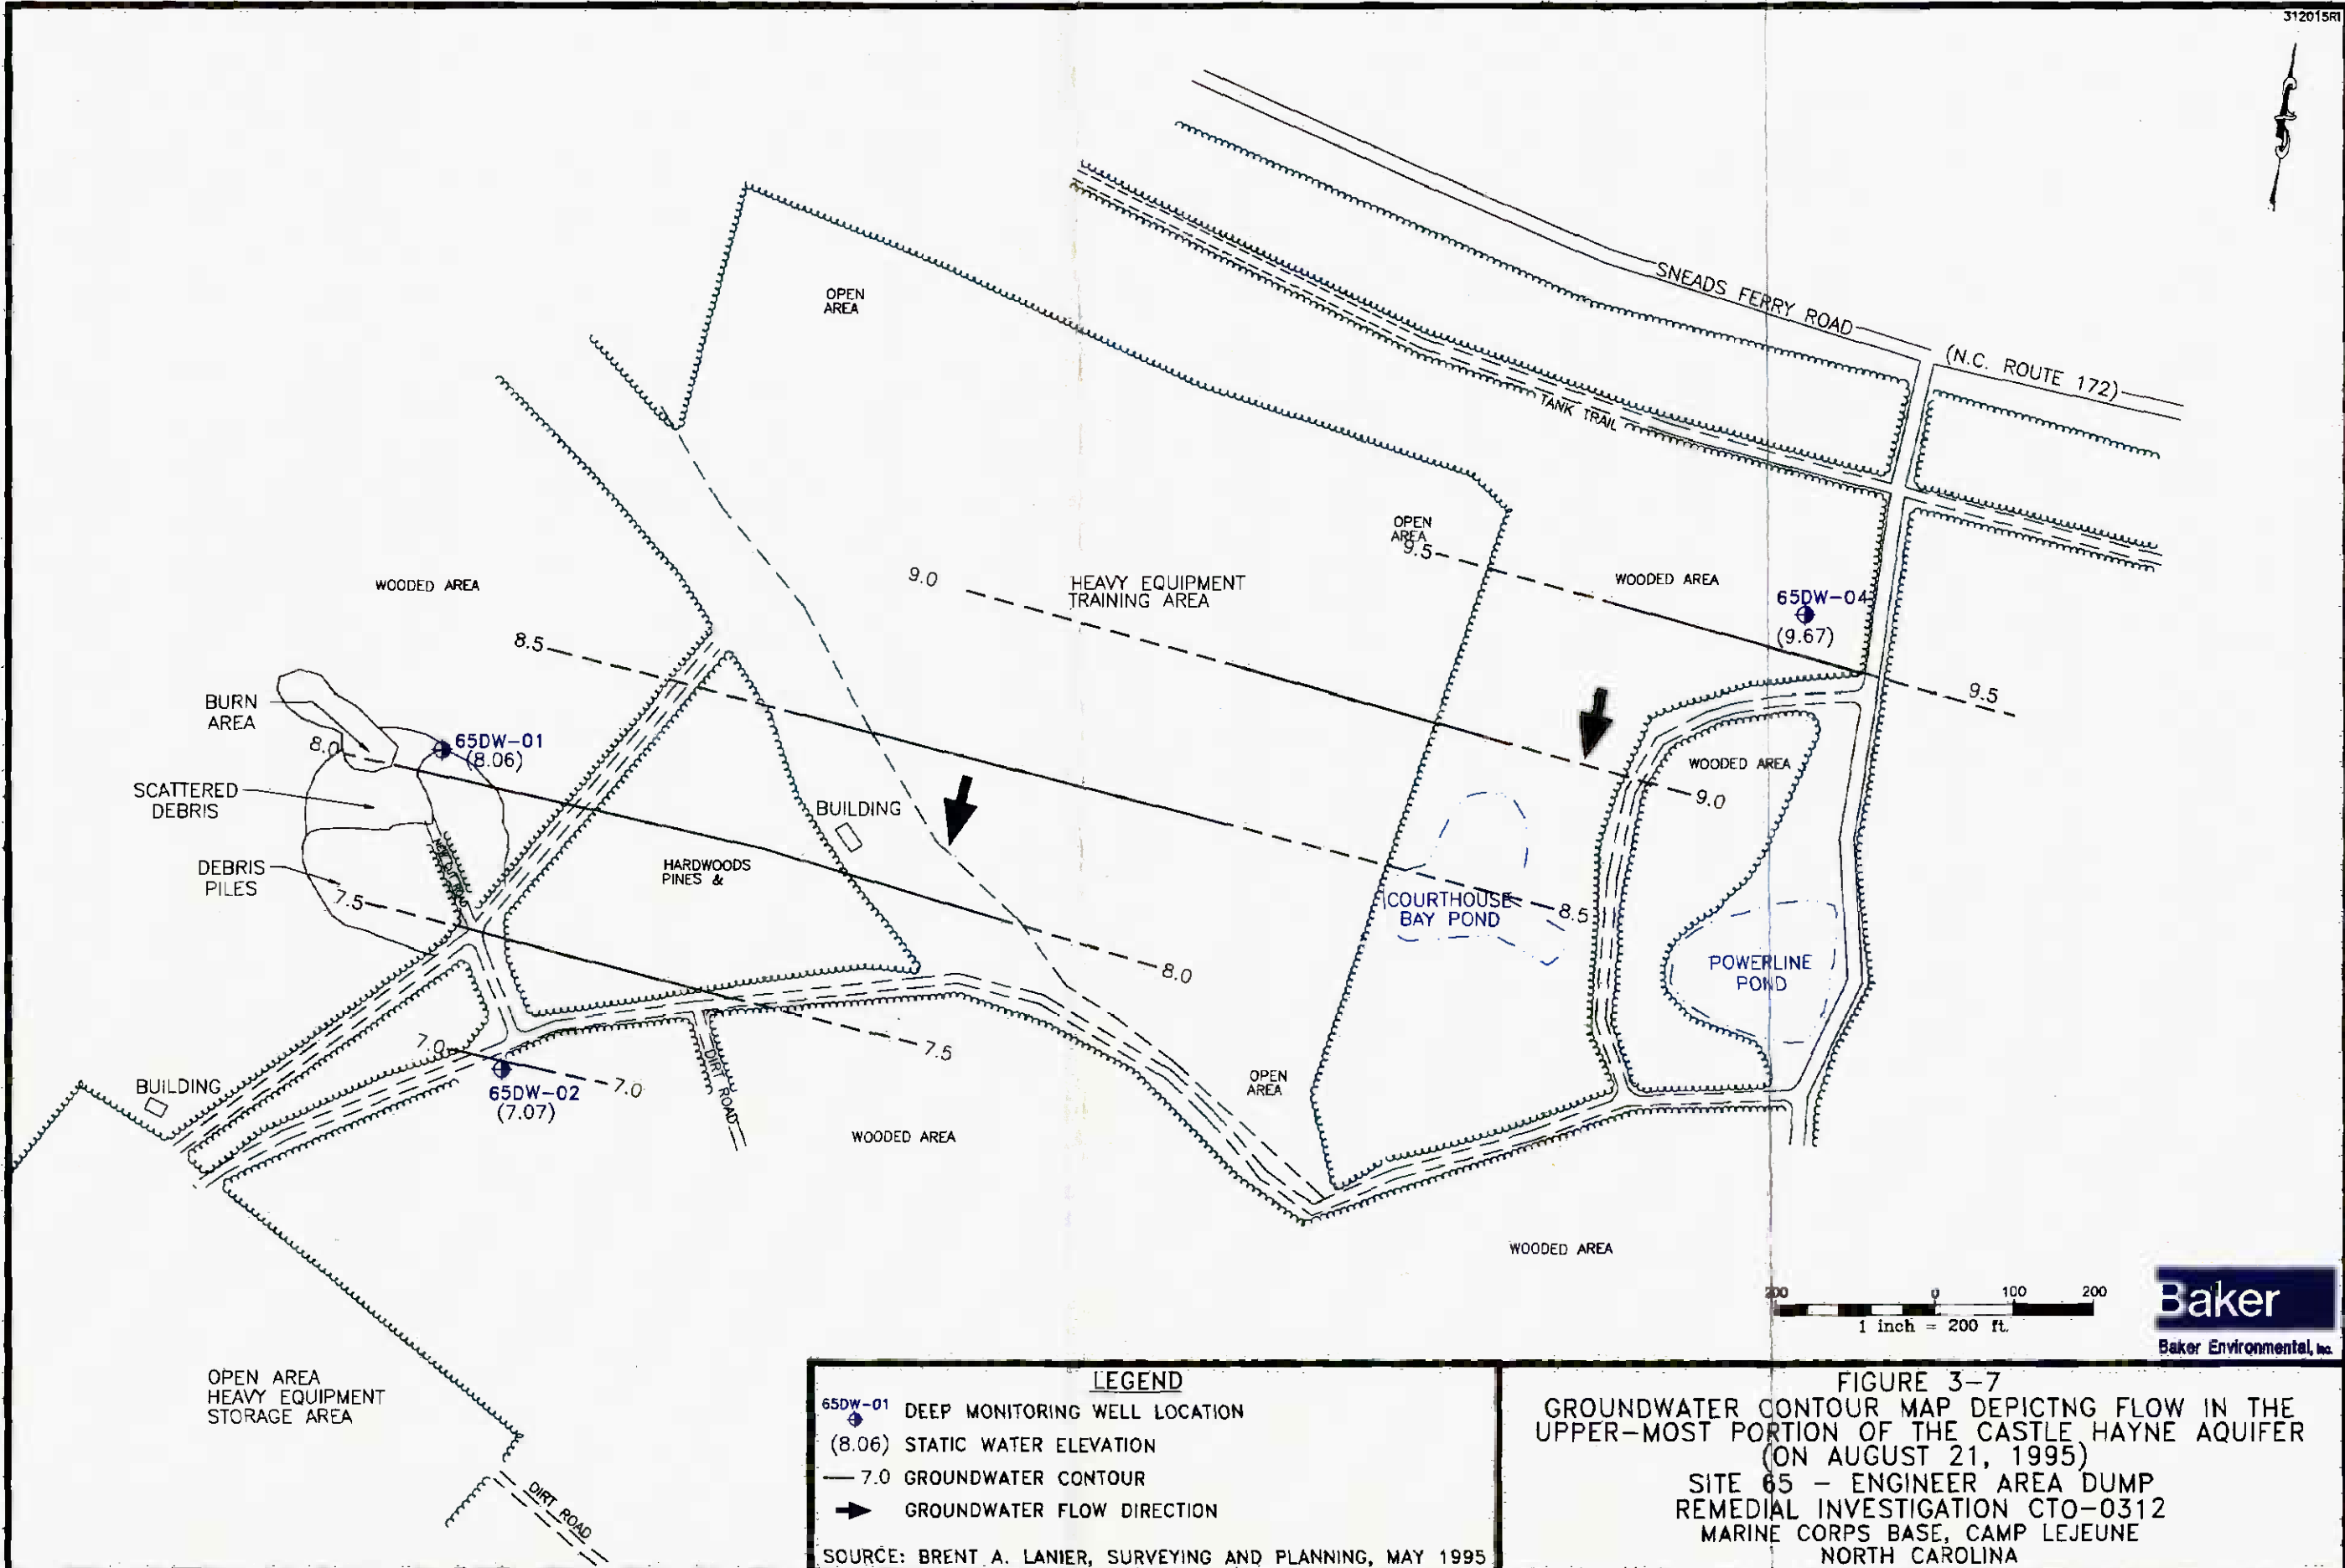 312015RI
SNEADS FERRY ROAD
(N.C. ROUTE 172)
TANK TRAIL
OPEN
AREA
OPEN
AREA
9.5
WOODED AREA
9.0
HEAVY EQUIPMENT
TRAINING AREA
WOODED AREA
65DW-04
(9.67)
8.5
9.5
BURN
AREA
8.0
65DW-01
(8.06)
WOODED AREA
9.0
SCATTERED
DEBRIS
BUILDING
DEBRIS
PILES
7.5
HARDWOODS
PINES &
COURTHOUSE
BAY POND
8.5
POWERLINE
POND
8.0
7.0
7.5
BUILDING
65DW-02
(7.07)
7.0
DIRT ROAD
OPEN
AREA
WOODED AREA
WOODED AREA
200 0 100 200
1 inch = 200 ft.
Baker
Baker Environmental, Inc.
OPEN AREA
HEAVY EQUIPMENT
STORAGE AREA
DIRT ROAD
LEGEND
65DW-01 DEEP MONITORING WELL LOCATION
(8.06) STATIC WATER ELEVATION
7.0 GROUNDWATER CONTOUR
GROUNDWATER FLOW DIRECTION
SOURCE: BRENT A. LANIER, SURVEYING AND PLANNING, MAY 1995
FIGURE 3-7
GROUNDWATER CONTOUR MAP DEPICTNG FLOW IN THE
UPPER-MOST PORTION OF THE CASTLE HAYNE AQUIFER
(ON AUGUST 21, 1995)
SITE 65 - ENGINEER AREA DUMP
REMEDIAL INVESTIGATION CTO-0312
MARINE CORPS BASE, CAMP LEJEUNE
NORTH CAROLINA